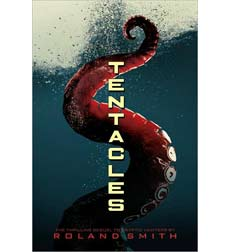 TENTACLES
THE THRILLING SEQUEL TO CRYPTID HUNTERS BY
ROLAND SMITH